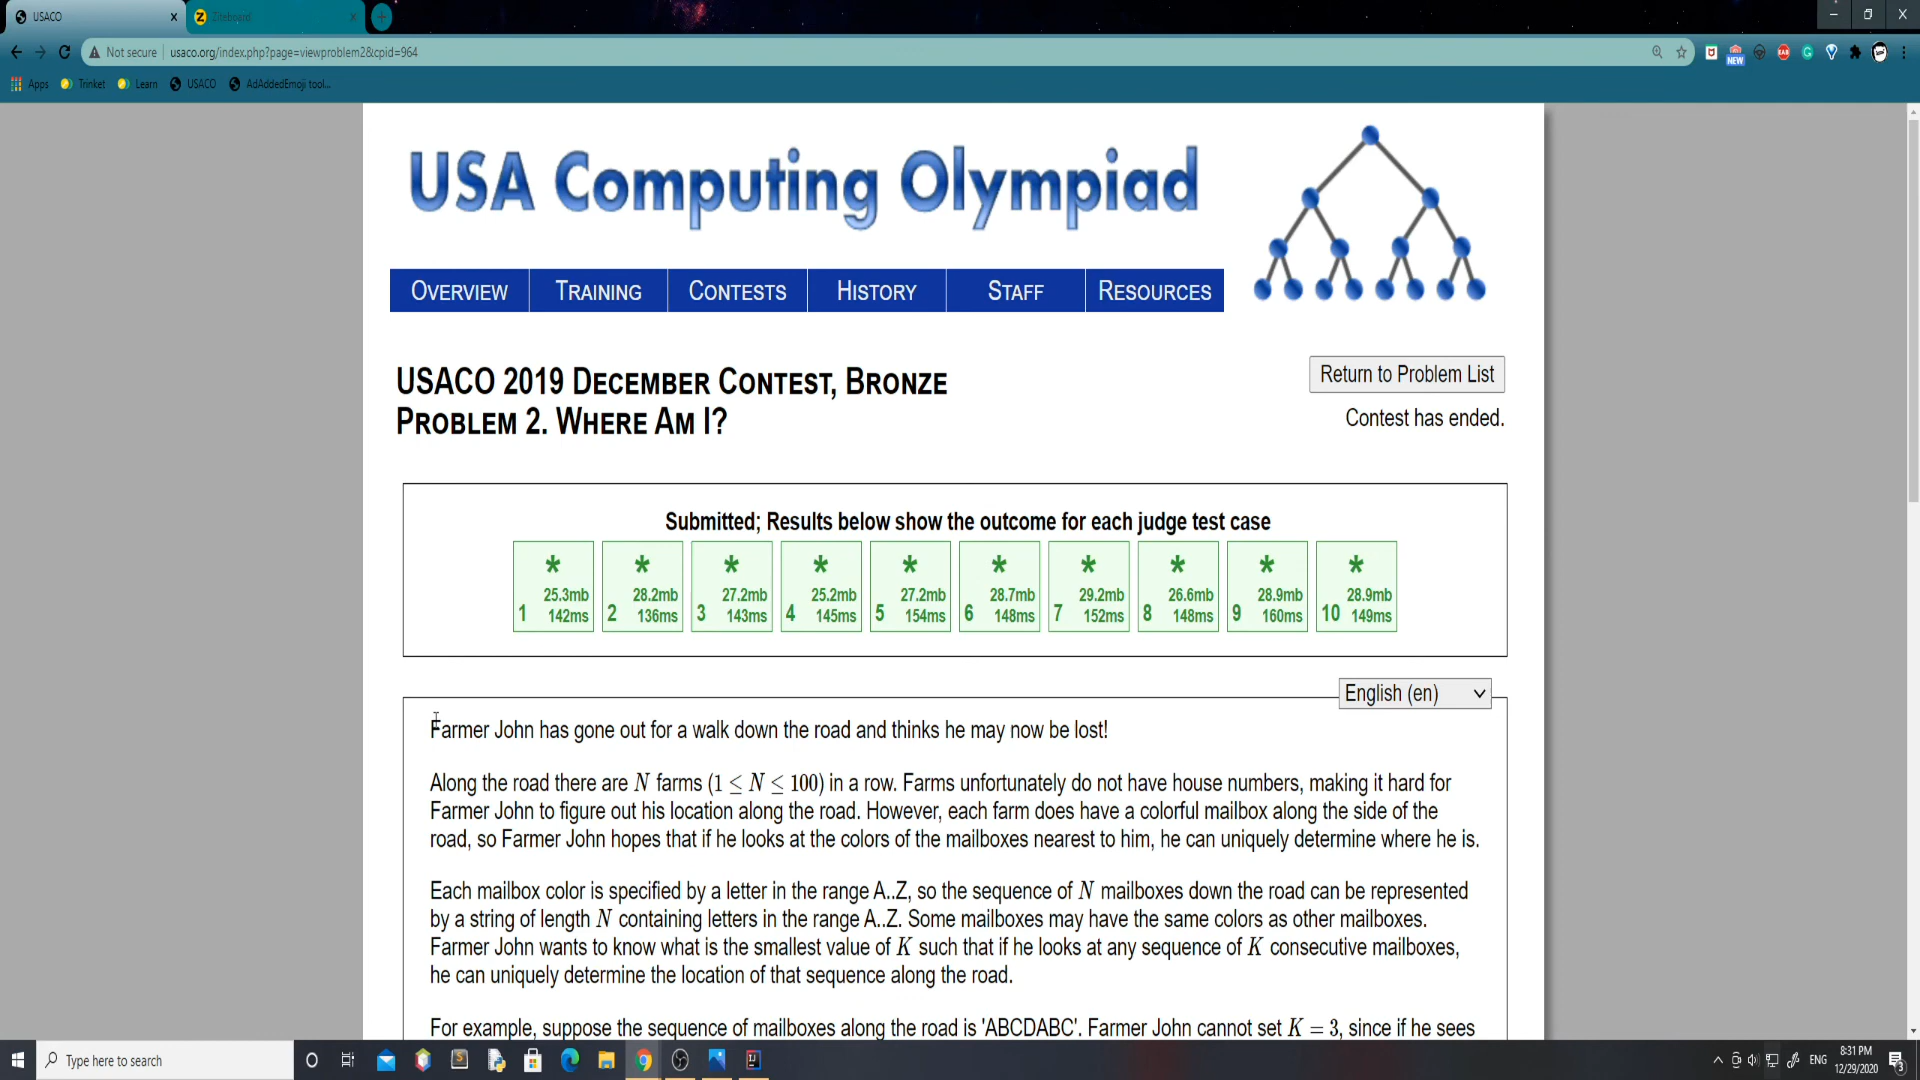 USACO
Ziteboard
Not secure
usaco.org/index.php?page=viewproblem2&cpid=964
NEW
Apps
Trinket
Learn
USACO
AdAddedEmoji tool...
USA Computing Olympiad
OVERVIEW
TRAINING
CONTESTS
HISTORY
STAFF
RESOURCES
USACO 2019 DECEMBER CONTEST, BRONZE
PROBLEM 2. WHERE AM I?
Return to Problem List
Contest has ended.
Submitted; Results below show the outcome for each judge test case
* * * * * * * * * *
25.3mb 28.2mb 27.2mb 25.2mb 27.2mb 28.7mb 29.2mb 26.6mb 28.9mb 28.9mb
1 142ms 2 136ms 3 143ms 4 145ms 5 154ms 6 148ms 7 152ms 8 148ms 9 160ms 10 149ms
English (en)
Farmer John has gone out for a walk down the road and thinks he may now be lost!
Along the road there are N farms (1 ≤ N ≤ 100) in a row. Farms unfortunately do not have house numbers, making it hard for
Farmer John to figure out his location along the road. However, each farm does have a colorful mailbox along the side of the
road, so Farmer John hopes that if he looks at the colors of the mailboxes nearest to him, he can uniquely determine where he is.
Each mailbox color is specified by a letter in the range A..Z, so the sequence of N mailboxes down the road can be represented
by a string of length N containing letters in the range A..Z. Some mailboxes may have the same colors as other mailboxes.
Farmer John wants to know what is the smallest value of K such that if he looks at any sequence of K consecutive mailboxes,
he can uniquely determine the location of that sequence along the road.
For example, suppose the sequence of mailboxes along the road is 'ABCDABC'. Farmer John cannot set K = 3, since if he sees
Type here to search
ENG
8:31 PM
12/29/2020